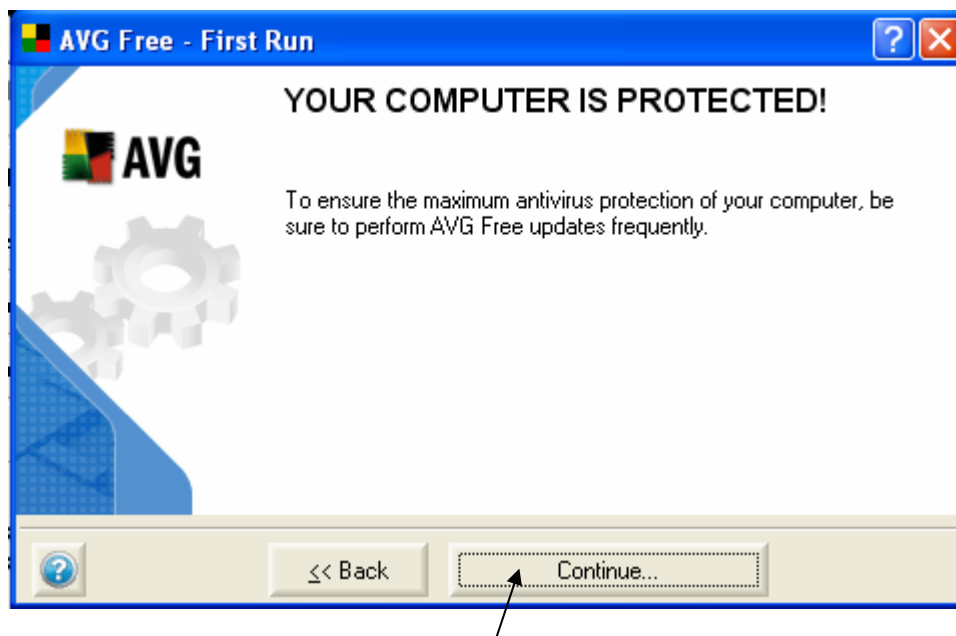 AVG Free - First Run
YOUR COMPUTER IS PROTECTED!
AVG
To ensure the maximum antivirus protection of your computer, be
sure to perform AVG Free updates frequently.
<< Back
Continue...